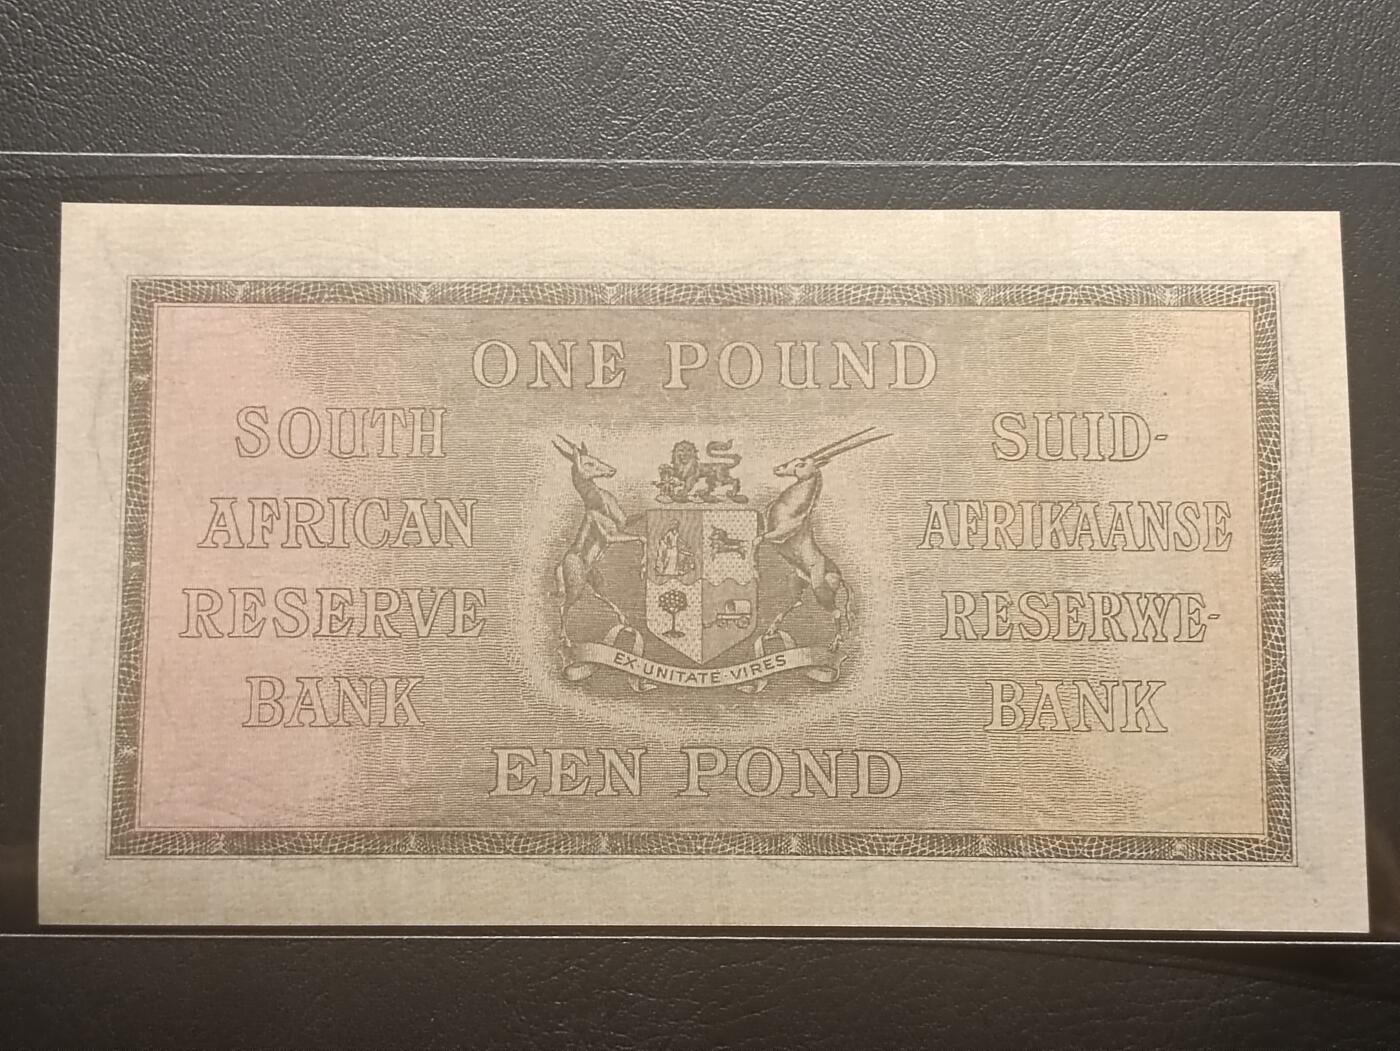 ONE POUND
SOUTH
AFRICAN
RESERVE
BANK
SUID-
AFRIKAANSE
RESERWE-
BANK
EX·UNITATE·VIRES
EEN POND